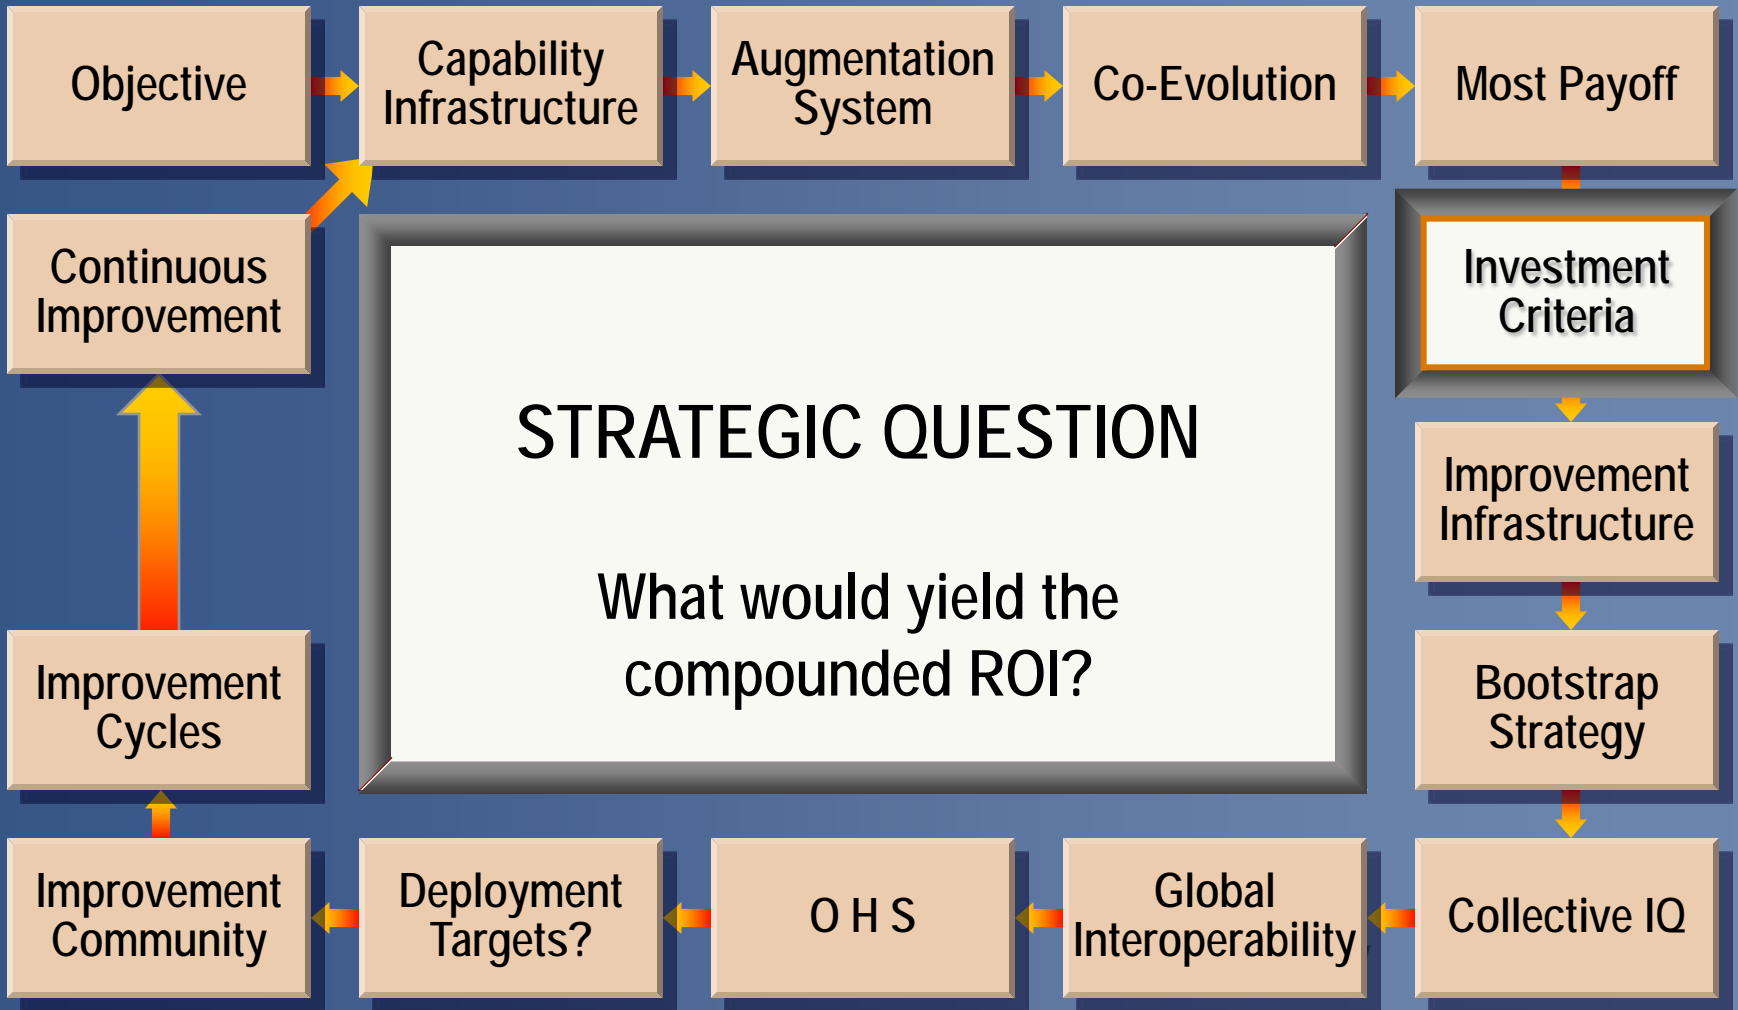 Objective
Capability
Infrastructure
Augmentation
System
Co-Evolution
Most Payoff
Continuous
Improvement
Investment
Criteria
STRATEGIC QUESTION
What would yield the
compounded ROI?
Improvement
Infrastructure
Improvement
Cycles
Bootstrap
Strategy
Improvement
Community
Deployment
Targets?
O H S
Global
Interoperability
Collective IQ